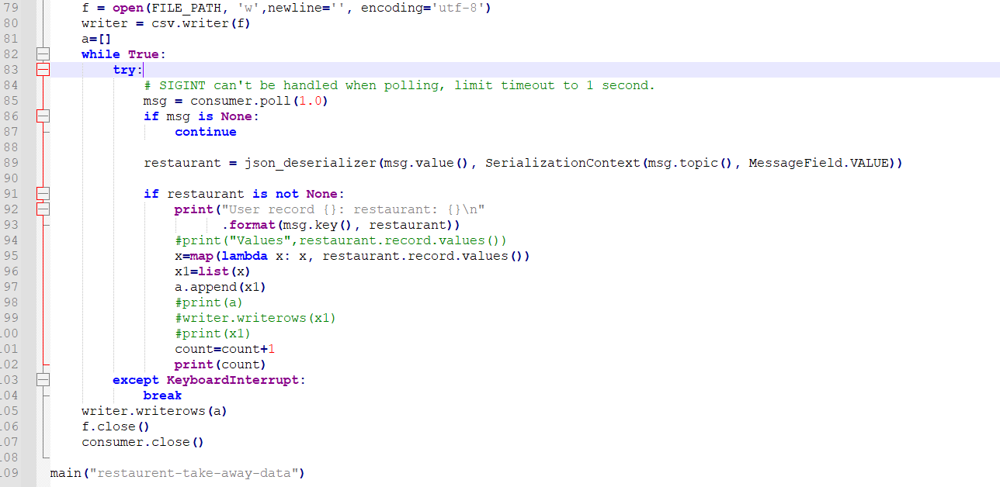 79 f = open(FILE_PATH, 'w',newline='', encoding='utf-8')
80 writer = csv.writer(f)
81 a=[]
82 while True:
83 try:
84 # SIGINT can't be handled when polling, limit timeout to 1 second.
85 msg = consumer.poll(1.0)
86 if msg is None:
87 continue
88
89 restaurant = json_deserializer(msg.value(), SerializationContext(msg.topic(), MessageField.VALUE))
90
91 if restaurant is not None:
92 print("User record {}: restaurant: {}\n"
93 .format(msg.key(), restaurant))
94 #print("Values",restaurant.record.values())
95 x=map(lambda x: x, restaurant.record.values())
96 x1=list(x)
97 a.append(x1)
98 #print(a)
99 #writer.writerows(x1)
00 #print(x1)
01 count=count+1
02 print(count)
03 except KeyboardInterrupt:
04 break
05 writer.writerows(a)
06 f.close()
07 consumer.close()
08
09 main("restaurent-take-away-data")